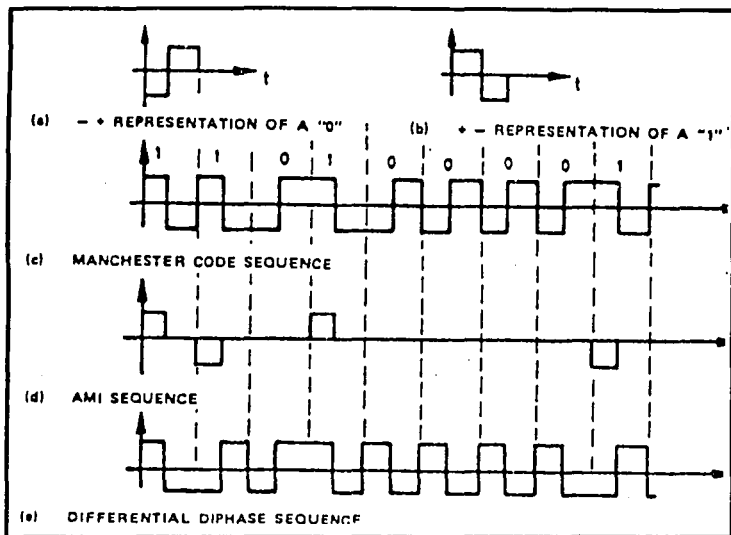 t t
(a) – + REPRESENTATION OF A "0" (b) + – REPRESENTATION OF A "1"
1 1 0 1 0 0 0 0 1
(c) MANCHESTER CODE SEQUENCE
(d) AMI SEQUENCE
(e) DIFFERENTIAL DIPHASE SEQUENCE